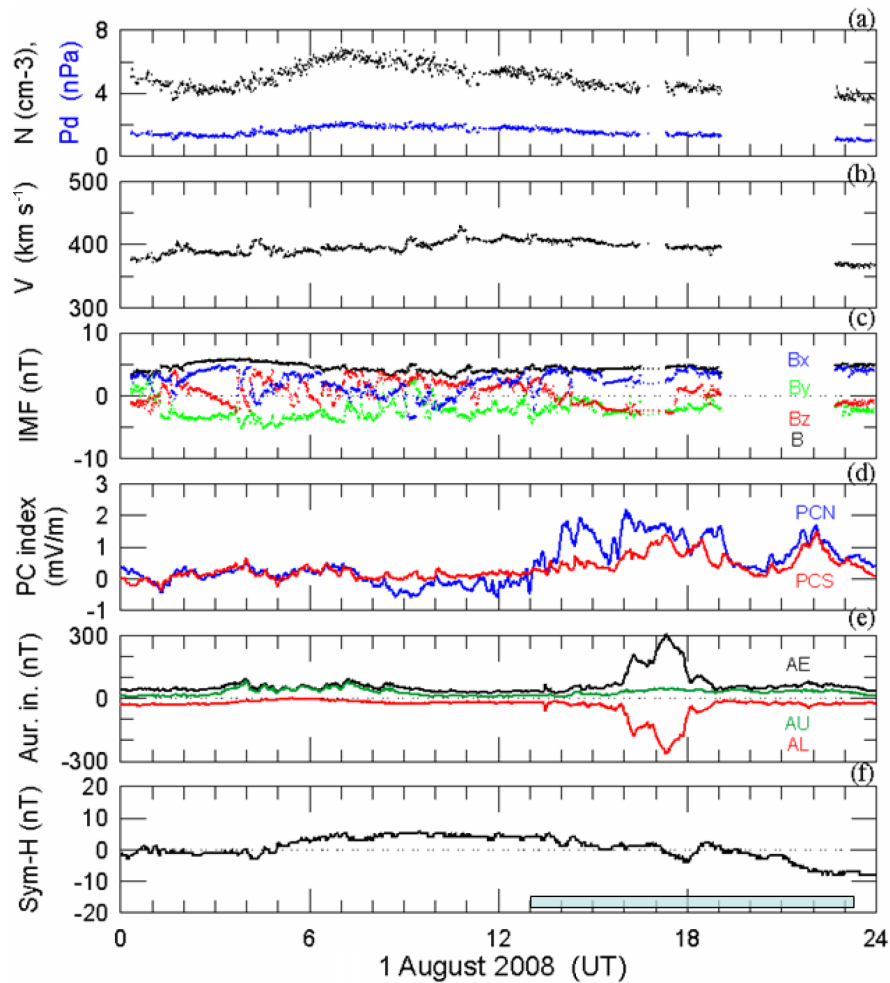 (a)
N (cm-3),
Pd (nPa)
8
4
0
(b)
V (km s⁻¹)
500
400
300
(c)
IMF (nT)
10
0
-10
Bx
By
Bz
B
(d)
PC index
(mV/m)
3
2
1
0
-1
PCN
PCS
(e)
Aur. in. (nT)
300
0
-300
AE
AU
AL
(f)
Sym-H (nT)
20
10
0
-10
-20
0 6 12 18 24
1 August 2008 (UT)